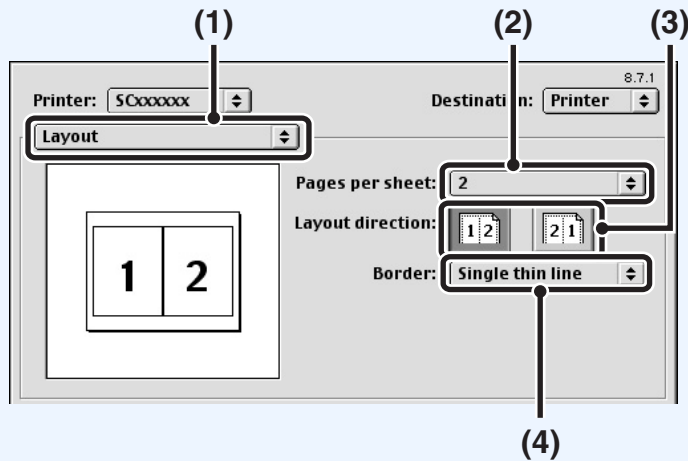 (1) (2) (3)
8.7.1
Printer: SCxxxxxx Destination: Printer
Layout
Pages per sheet: 2
Layout direction: 1 2 2 1
1 2
Border: Single thin line
(4)